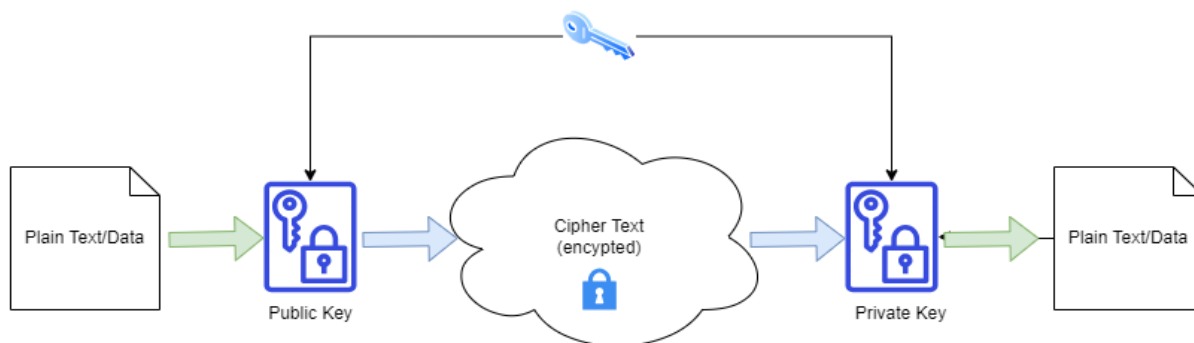 Plain Text/Data
Public Key
Cipher Text
(encypted)
Private Key
Plain Text/Data